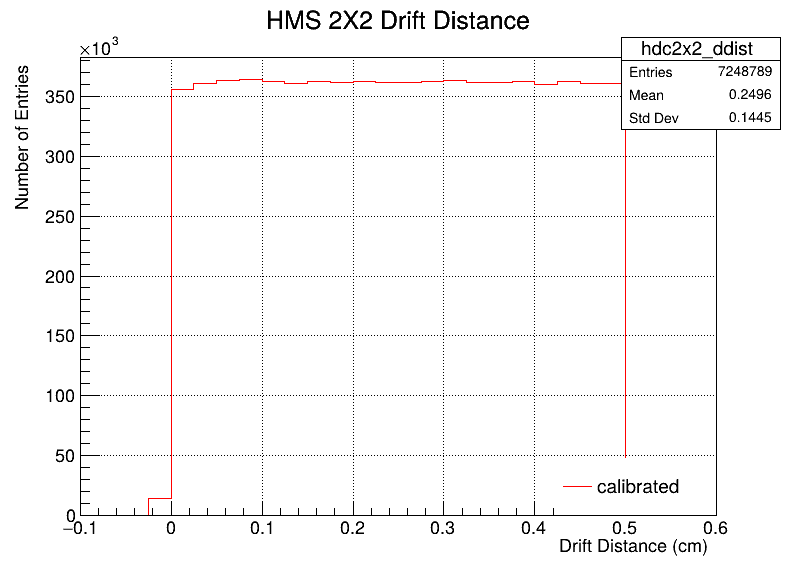 HMS 2X2 Drift Distance
×10³
hdc2x2_ddist
Entries 7248789
Mean 0.2496
Std Dev 0.1445
Number of Entries
350
300
250
200
150
100
50
0
−0.1 0 0.1 0.2 0.3 0.4 0.5 0.6
Drift Distance (cm)
calibrated